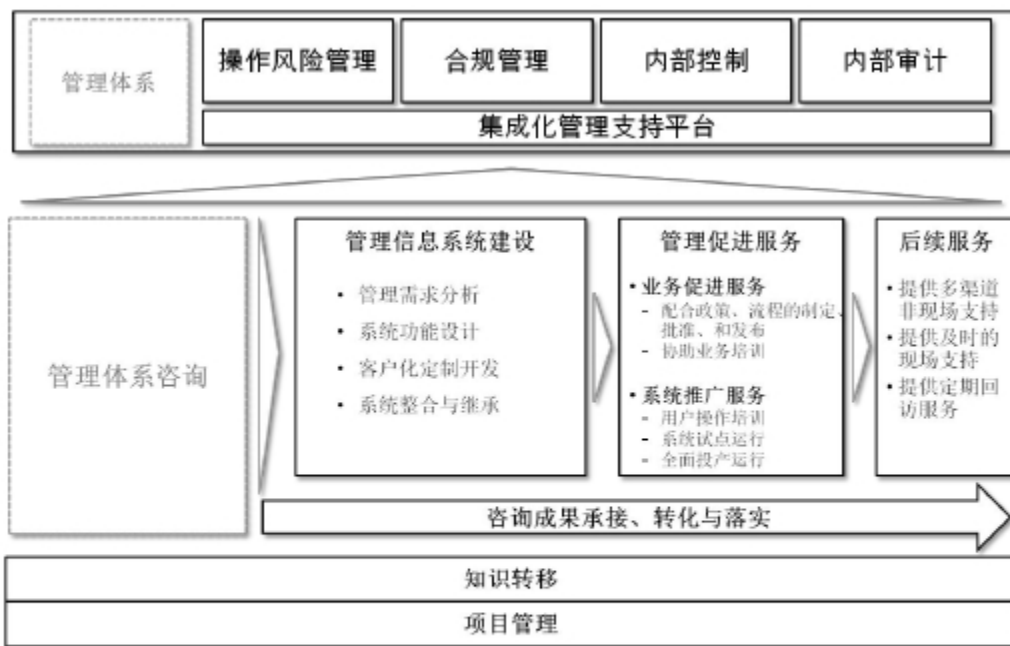 管理体系
操作风险管理
合规管理
内部控制
内部审计
集成化管理支持平台
管理体系咨询
管理信息系统建设
• 管理需求分析
• 系统功能设计
• 客户化定制开发
• 系统整合与继承
管理促进服务
• 业务促进服务
- 配合政策、流程的制定、
批准、和发布
- 协助业务培训
• 系统推广服务
- 用户操作培训
- 系统试点运行
- 全面投产运行
后续服务
• 提供多渠道
非现场支持
• 提供及时的
现场支持
• 提供定期回
访服务
咨询成果承接、转化与落实
知识转移
项目管理